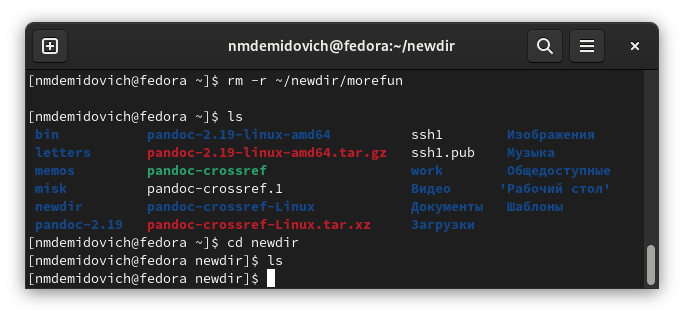 nmdemidovich@fedora:~/newdir
[nmdemidovich@fedora ~]$ rm -r ~/newdir/morefun
[nmdemidovich@fedora ~]$ ls
bin pandoc-2.19-linux-amd64 ssh1 Изображения
letters pandoc-2.19-linux-amd64.tar.gz ssh1.pub Музыка
memos pandoc-crossref work Общедоступные
misk pandoc-crossref.1 Видео 'Рабочий стол'
newdir pandoc-crossref-Linux Документы Шаблоны
pandoc-2.19 pandoc-crossref-Linux.tar.xz Загрузки
[nmdemidovich@fedora ~]$ cd newdir
[nmdemidovich@fedora newdir]$ ls
[nmdemidovich@fedora newdir]$